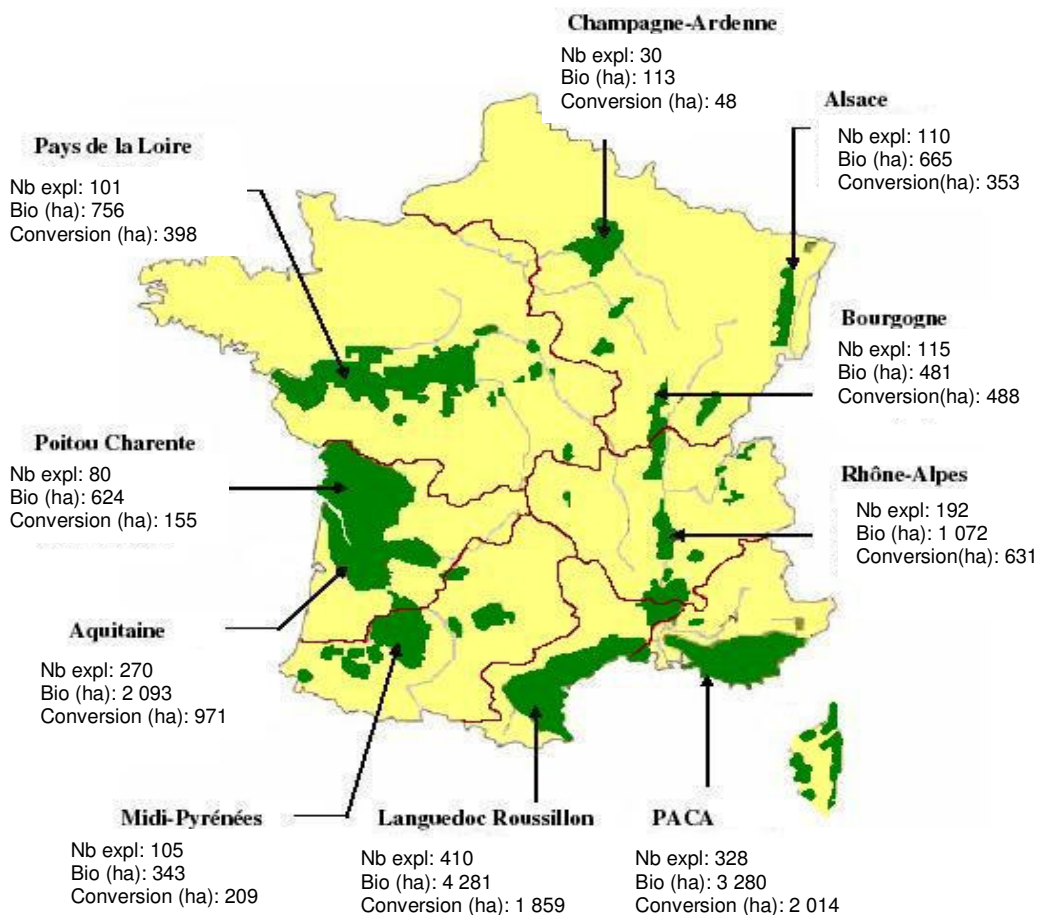 Champagne-Ardenne
Nb expl: 30
Bio (ha): 113
Conversion (ha): 48
Alsace
Nb expl: 110
Bio (ha): 665
Conversion(ha): 353
Pays de la Loire
Nb expl: 101
Bio (ha): 756
Conversion (ha): 398
Bourgogne
Nb expl: 115
Bio (ha): 481
Conversion(ha): 488
Poitou Charente
Nb expl: 80
Bio (ha): 624
Conversion (ha): 155
Rhône-Alpes
Nb expl: 192
Bio (ha): 1 072
Conversion(ha): 631
Aquitaine
Nb expl: 270
Bio (ha): 2 093
Conversion (ha): 971
Midi-Pyrénées
Nb expl: 105
Bio (ha): 343
Conversion (ha): 209
Languedoc Roussillon
Nb expl: 410
Bio (ha): 4 281
Conversion (ha): 1 859
PACA
Nb expl: 328
Bio (ha): 3 280
Conversion (ha): 2 014